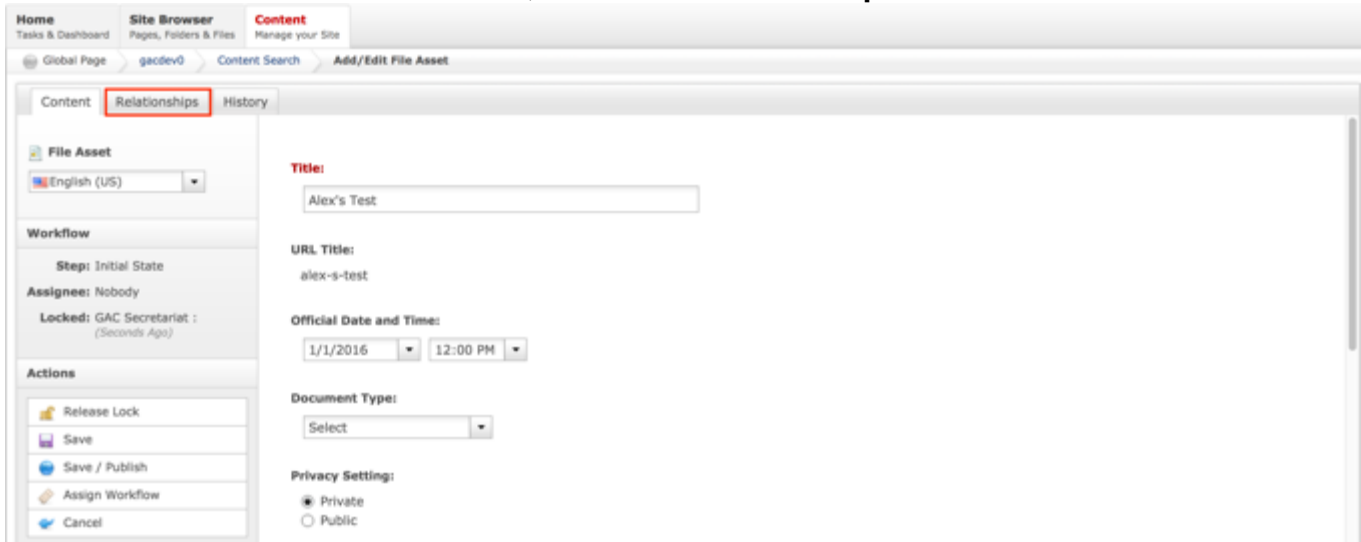 Home Site Browser Content
Tasks & Dashboard Pages, Folders & Files Manage your Site
Global Page gacdev0 Content Search Add/Edit File Asset
Content Relationships History
File Asset
English (US)
Workflow
Step: Initial State
Assignee: Nobody
Locked: GAC Secretariat :
(Seconds Ago)
Actions
Release Lock
Save
Save / Publish
Assign Workflow
Cancel
Title:
Alex's Test
URL Title:
alex-s-test
Official Date and Time:
1/1/2016 12:00 PM
Document Type:
Select
Privacy Setting:
Private
Public